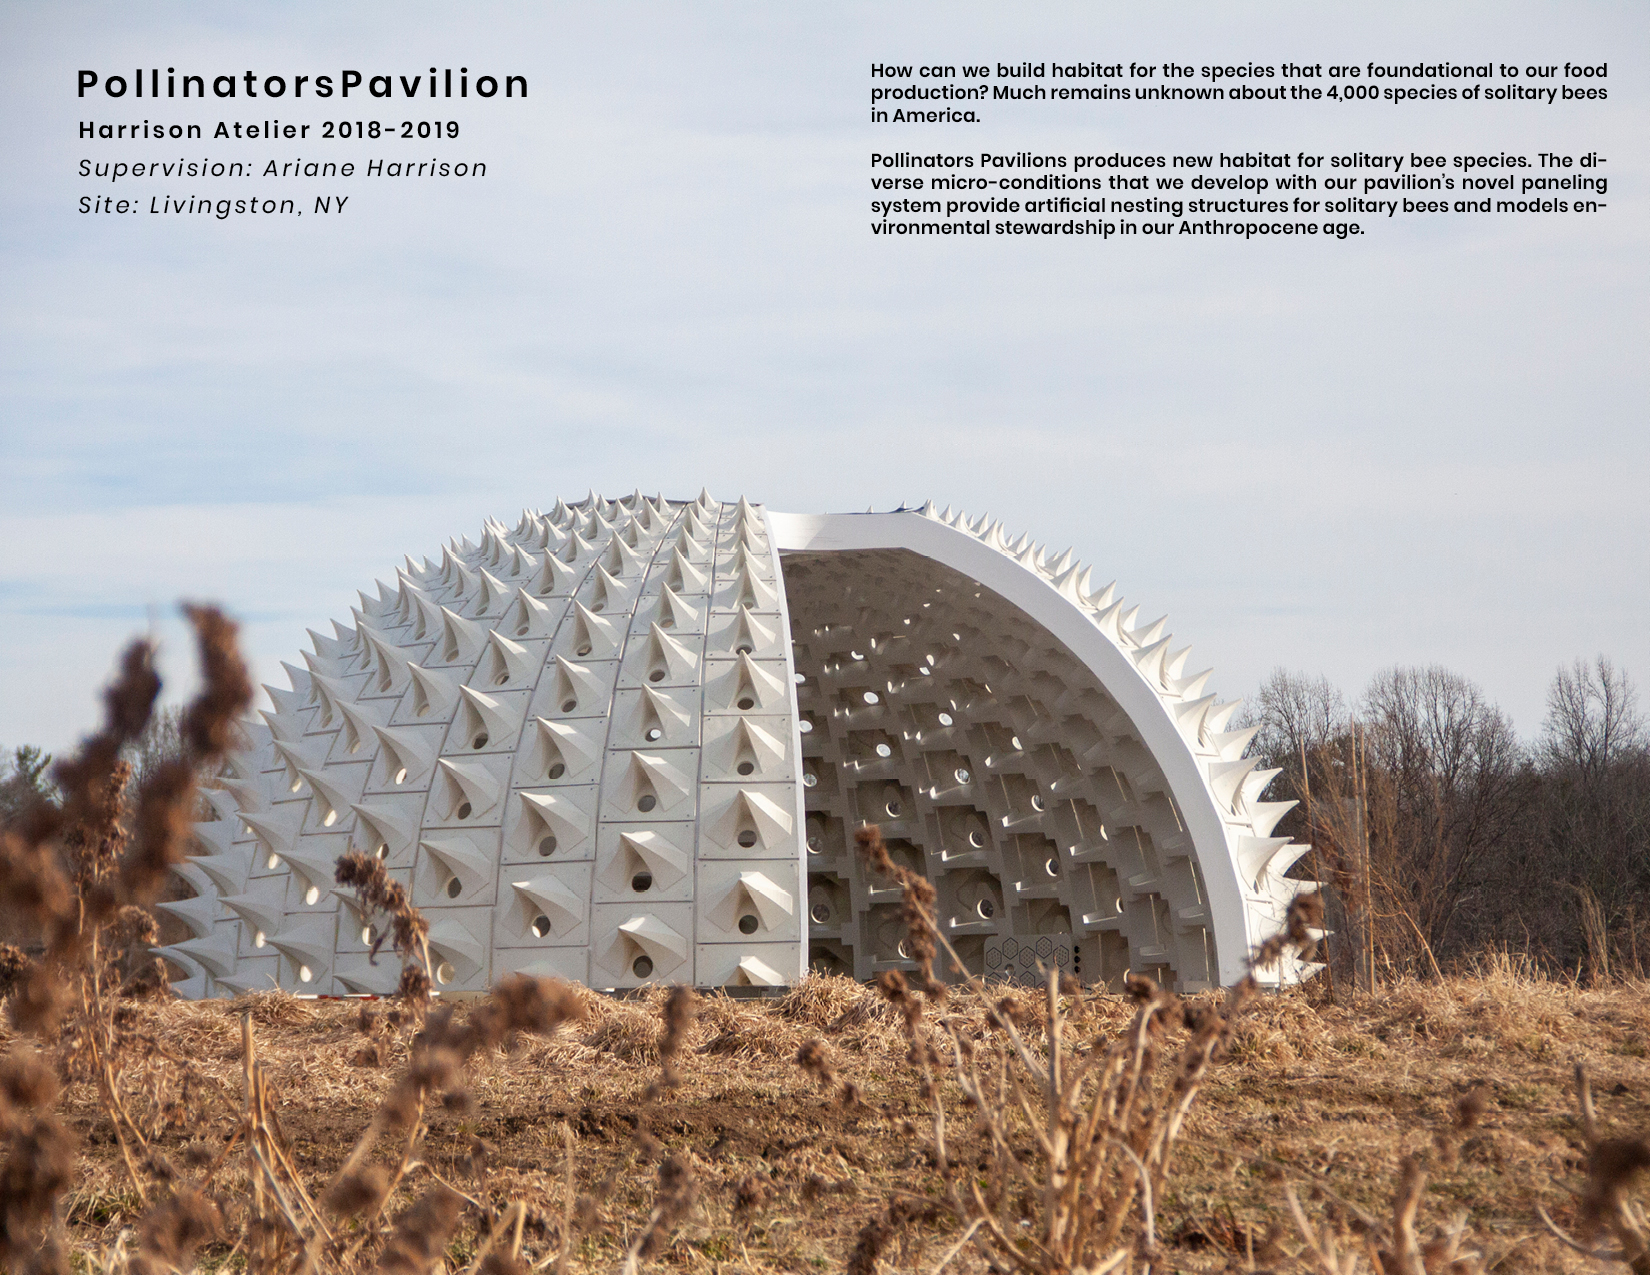 PollinatorsPavilion
Harrison Atelier 2018-2019
Supervision: Ariane Harrison
Site: Livingston, NY
How can we build habitat for the species that are foundational to our food
production? Much remains unknown about the 4,000 species of solitary bees
in America.
Pollinators Pavilions produces new habitat for solitary bee species. The di-
verse micro-conditions that we develop with our pavilion's novel paneling
system provide artificial nesting structures for solitary bees and models en-
vironmental stewardship in our Anthropocene age.